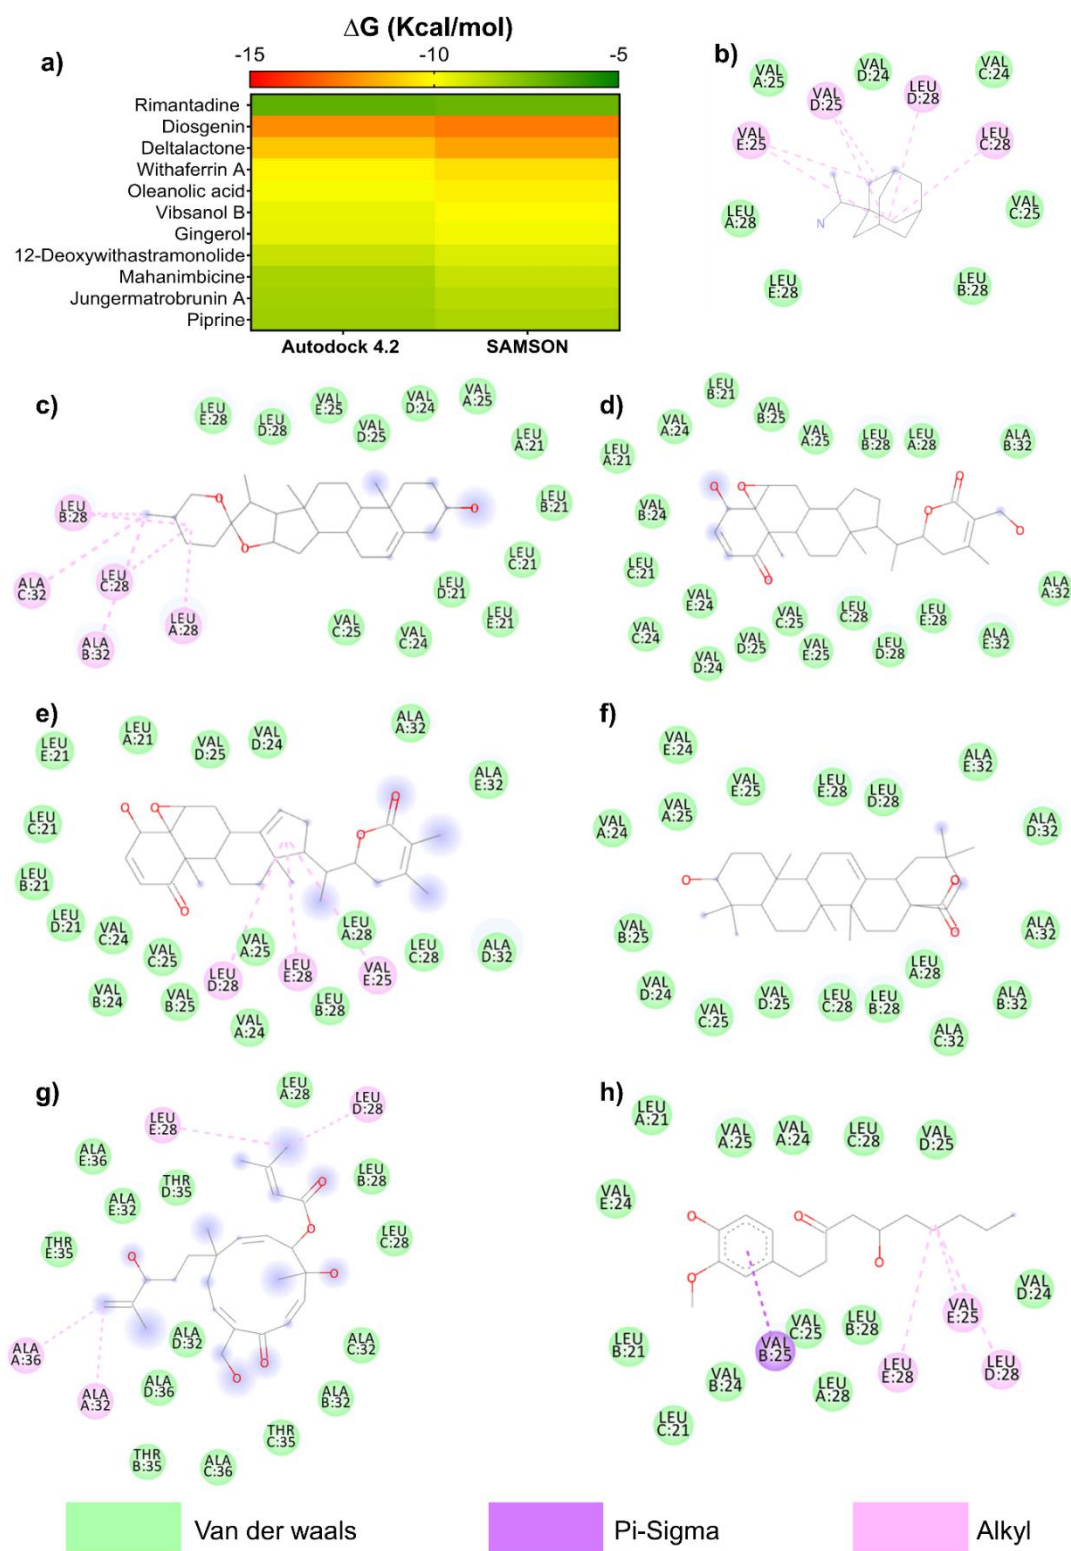 ΔG (Kcal/mol)
a)
-15 -10 -5
Rimantadine
Diosgenin
Deltalactone
Withaferrin A
Oleanolic acid
Vibsanol B
Gingerol
12-Deoxywithastramonolide
Mahanimbicine
Jungermatrobrunin A
Piprine
Autodock 4.2 SAMSON
b)
VAL A:25
VAL D:24
VAL C:24
VAL D:25
LEU D:28
VAL E:25
LEU C:28
LEU A:28
VAL C:25
N
LEU E:28
LEU B:28
c)
LEU E:28
LEU D:28
VAL E:25
VAL D:25
VAL D:24
VAL A:25
LEU A:21
LEU B:28
O
O
O
LEU B:21
LEU C:21
ALA C:32
LEU C:28
LEU D:21
LEU A:28
LEU E:21
ALA B:32
VAL C:25
VAL C:24
d)
LEU B:21
VAL A:24
VAL B:25
VAL A:25
LEU B:28
LEU A:28
ALA B:32
LEU A:21
O
O
O
VAL B:24
O
O
O
LEU C:21
VAL E:24
VAL C:25
LEU C:28
LEU E:28
ALA A:32
VAL C:24
VAL D:24
VAL D:25
VAL E:25
LEU D:28
ALA E:32
e)
LEU E:21
LEU A:21
VAL D:25
VAL D:24
ALA A:32
ALA E:32
O
O
O
O
O
LEU C:21
LEU B:21
LEU D:21
VAL C:24
VAL C:25
VAL A:25
LEU A:28
LEU C:28
ALA D:32
LEU D:28
LEU E:28
VAL E:25
VAL B:24
VAL B:25
VAL A:24
LEU B:28
f)
VAL E:24
VAL E:25
LEU E:28
LEU D:28
ALA E:32
VAL A:24
VAL A:25
ALA D:32
O
O
O
VAL B:25
ALA A:32
VAL D:24
VAL C:25
VAL D:25
LEU C:28
LEU B:28
LEU A:28
ALA B:32
ALA C:32
g)
LEU A:28
LEU D:28
LEU E:28
ALA E:36
ALA E:32
THR D:35
LEU B:28
O
O
THR E:35
LEU C:28
O
O
ALA A:36
ALA D:32
ALA C:32
O
O
ALA A:32
ALA D:36
ALA B:32
THR C:35
THR B:35
ALA C:36
h)
LEU A:21
VAL A:25
VAL A:24
LEU C:28
VAL D:25
VAL E:24
O
O
O
O
VAL D:24
LEU B:21
VAL B:25
VAL C:25
LEU B:28
VAL E:25
VAL B:24
LEU A:28
LEU E:28
LEU D:28
LEU C:21
Van der waals
Pi-Sigma
Alkyl